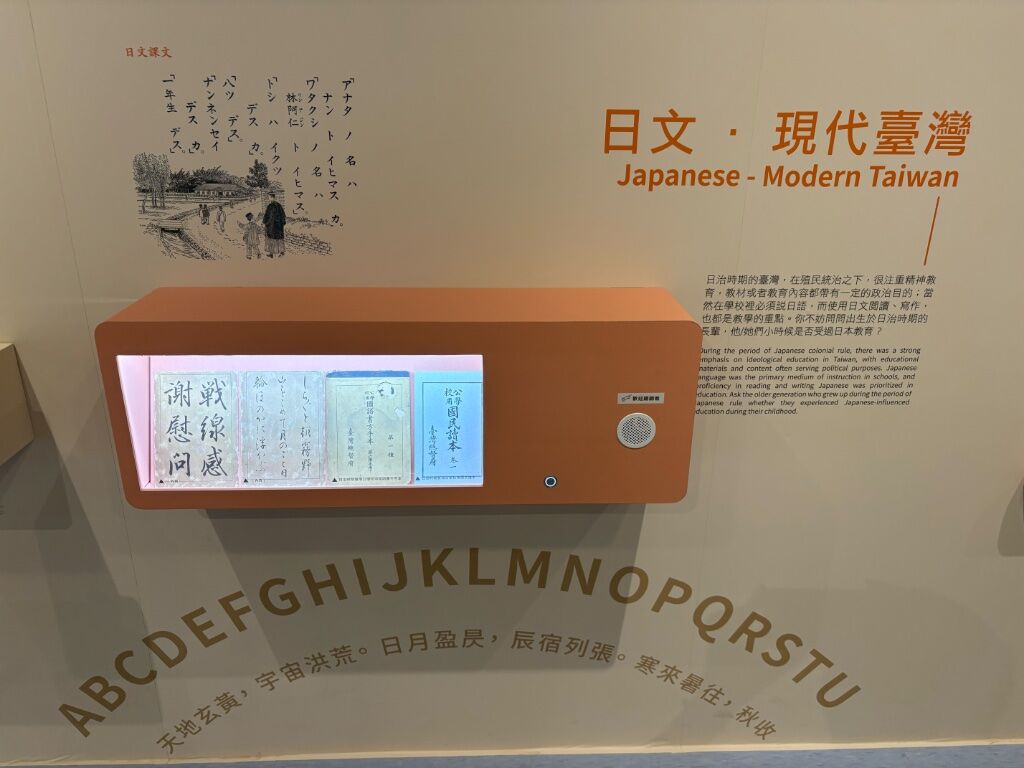 日文課文
「アナタ ノ 名 ハ
ナン ト イヒマス カ。
「ワタクシ ノ 名 ハ
林阿仁 ト イヒマス」
「トシ ハ イクツ
デス カ。
「八ツ デス。
「ナンネンセイ
デス カ。
「一年生 デス。
日文 · 現代臺灣
Japanese - Modern Taiwan
日治時期的臺灣，在殖民統治之下，很注重精神教
育，教材或者教育內容都帶有一定的政治目的；當
然在學校裡必須説日語，而使用日文閱讀、寫作，
也都是教學的重點。你不妨問問出生於日治時期的
長輩，他/她們小時候是否受過日本教育？
During the period of Japanese colonial rule, there was a strong
emphasis on ideological education in Taiwan, with educational
materials and content often serving political purposes. Japanese
language was the primary medium of instruction in schools, and
proficiency in reading and writing Japanese was prioritized in
education. Ask the older generation who grew up during the period of
Japanese rule whether they experienced Japanese-influenced
education during their childhood.
戦線感
謝慰問
第一種
臺灣總督府
公學校用
國民讀本 卷一
臺灣總督府
ABCDEFGHIJKLMNOPQRSTU
天地玄黃，宇宙洪荒。日月盈昃，辰宿列張。寒來暑往，秋收